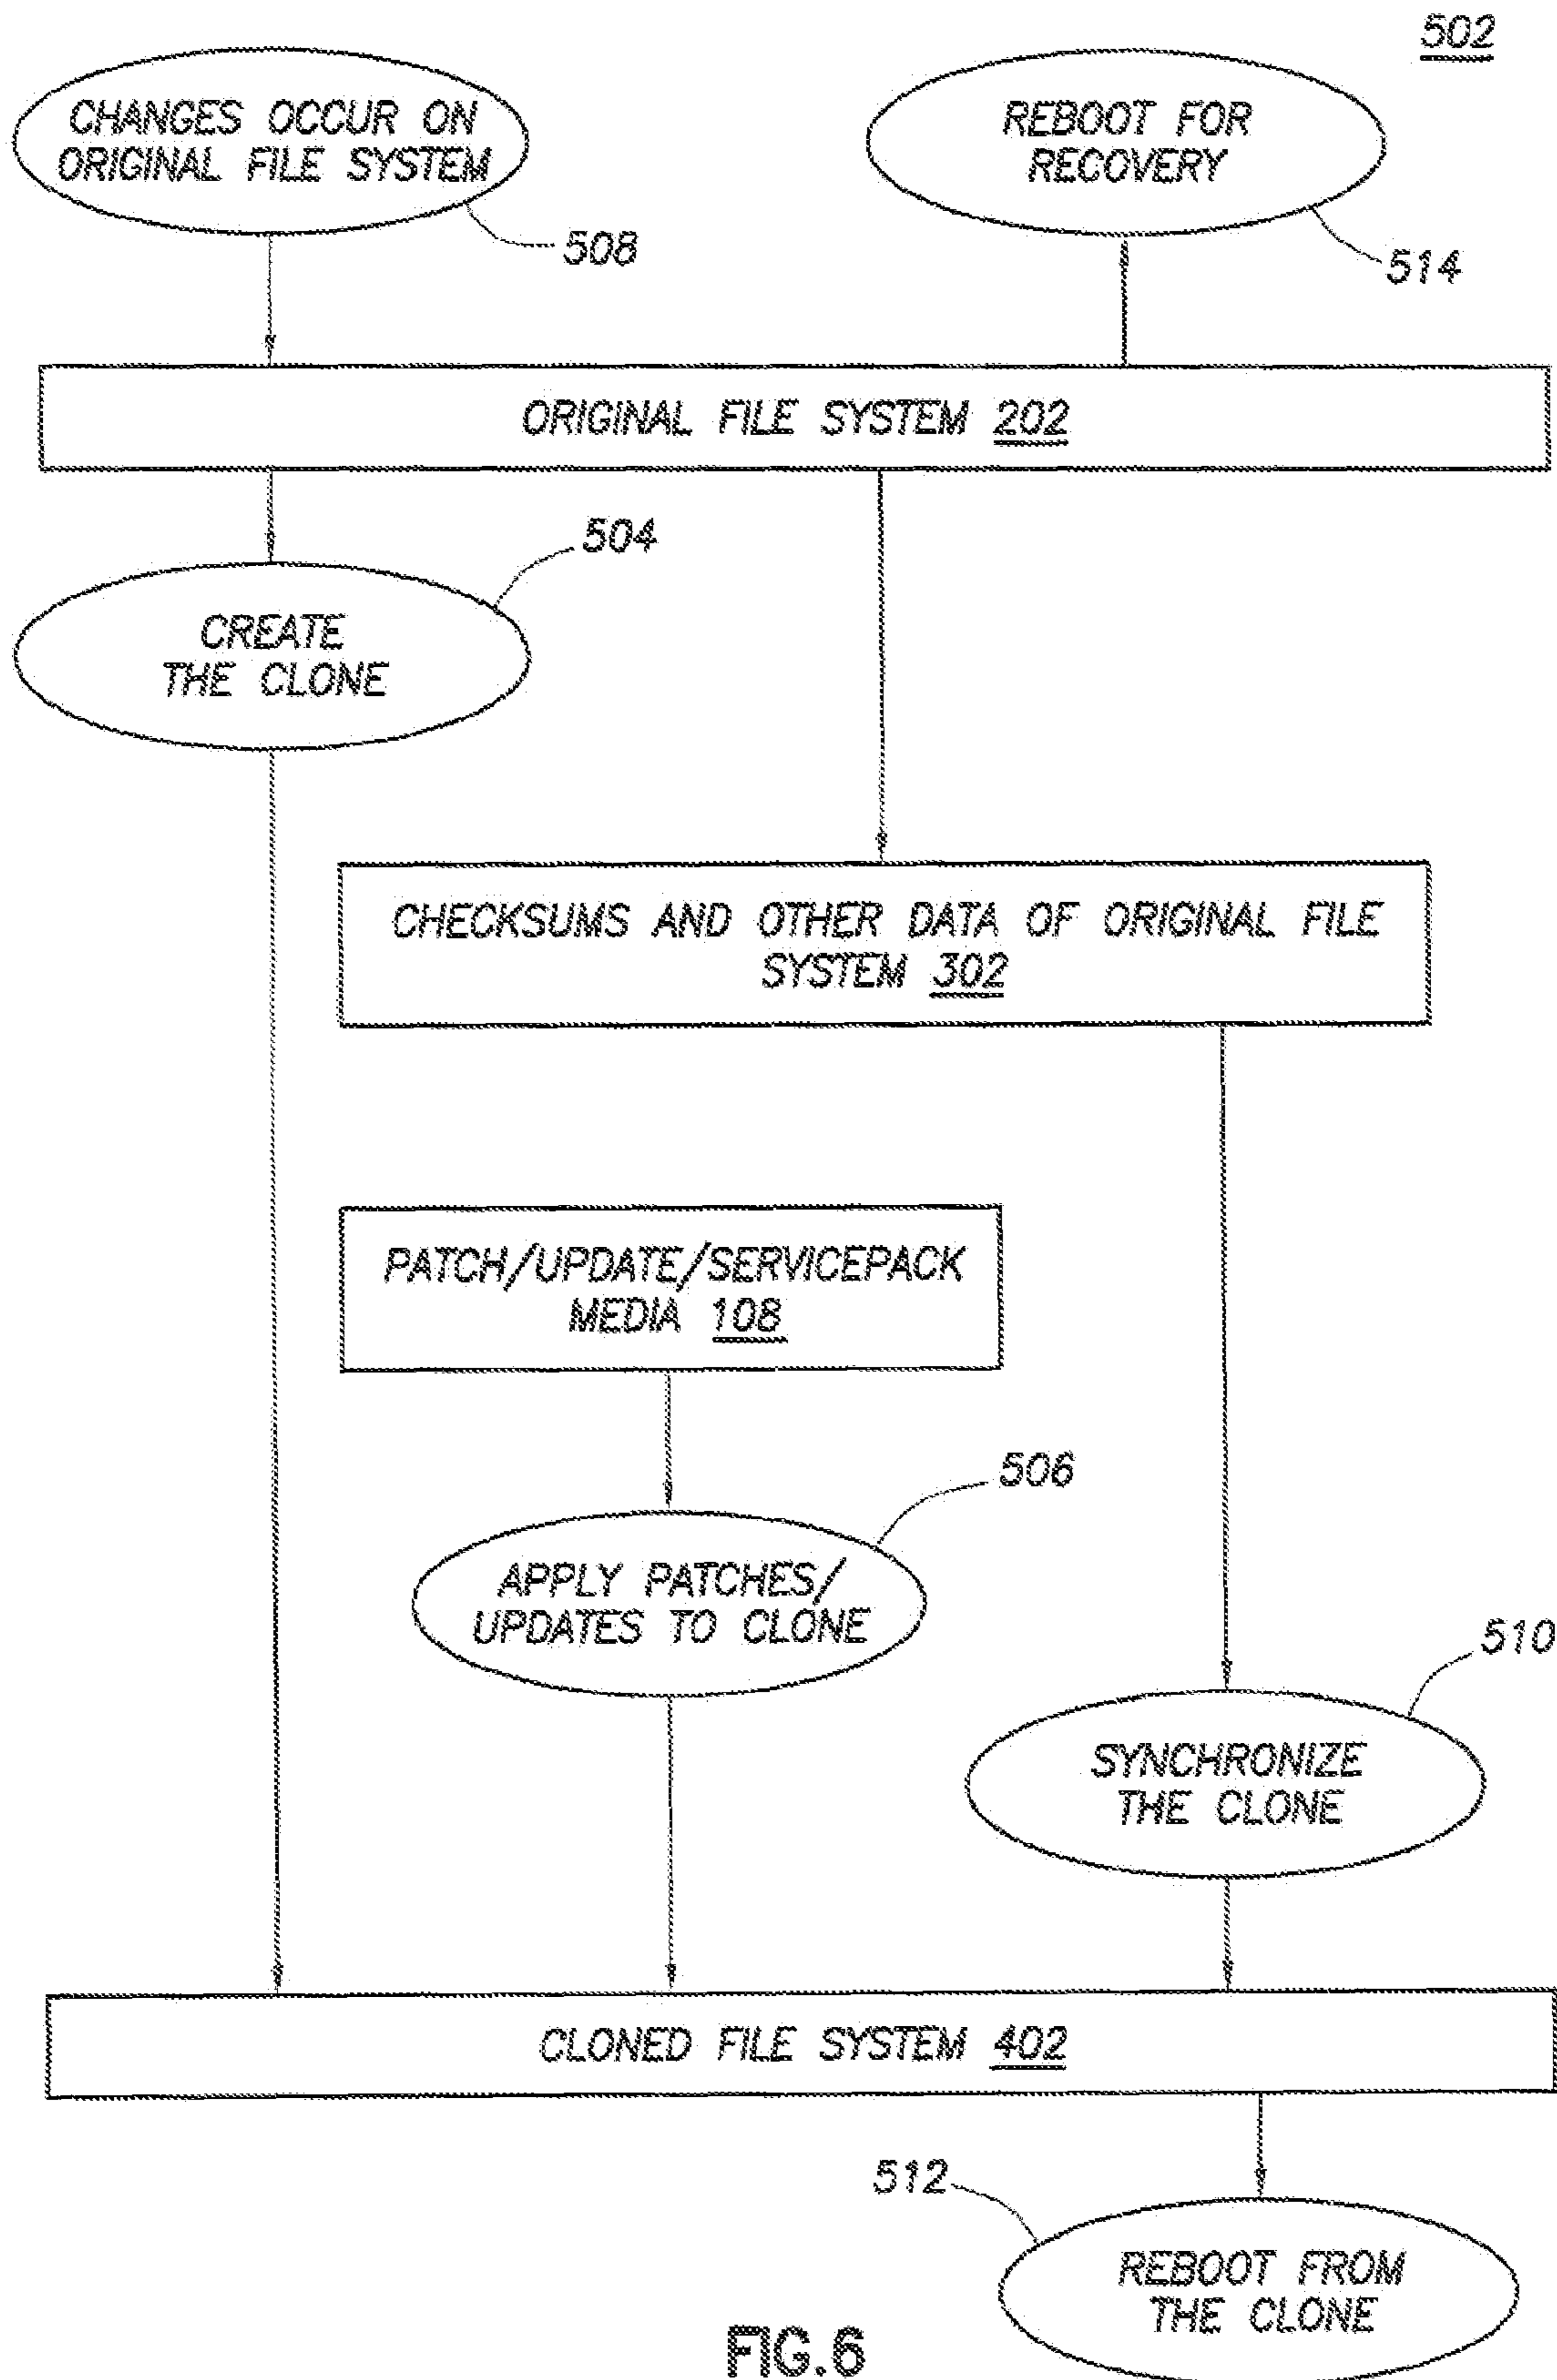 502
CHANGES OCCUR ON
ORIGINAL FILE SYSTEM
508
REBOOT FOR
RECOVERY
514
ORIGINAL FILE SYSTEM 202
504
CREATE
THE CLONE
CHECKSUMS AND OTHER DATA OF ORIGINAL FILE
SYSTEM 302
PATCH/UPDATE/SERVICEPACK
MEDIA 108
506
APPLY PATCHES/
UPDATES TO CLONE
510
SYNCHRONIZE
THE CLONE
CLONED FILE SYSTEM 402
512
REBOOT FROM
THE CLONE
FIG.6